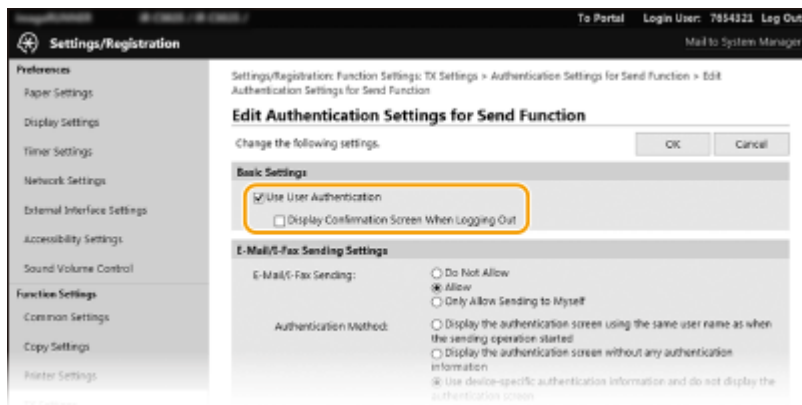 To Portal Login User: 7654321 Log Out
Settings/Registration
Mail to System Manager
Preferences
Paper Settings
Display Settings
Timer Settings
Network Settings
External Interface Settings
Accessibility Settings
Sound Volume Control
Function Settings
Common Settings
Copy Settings
Printer Settings
Settings/Registration: Function Settings: TX Settings > Authentication Settings for Send Function > Edit
Authentication Settings for Send Function
Edit Authentication Settings for Send Function
Change the following settings.
OK
Cancel
Basic Settings
Use User Authentication
Display Confirmation Screen When Logging Out
E-Mail/I-Fax Sending Settings
E-Mail/I-Fax Sending:
Do Not Allow
Allow
Only Allow Sending to Myself
Authentication Method:
Display the authentication screen using the same user name as when
the sending operation started
Display the authentication screen without any authentication
information
Use device-specific authentication information and do not display the
authentication screen